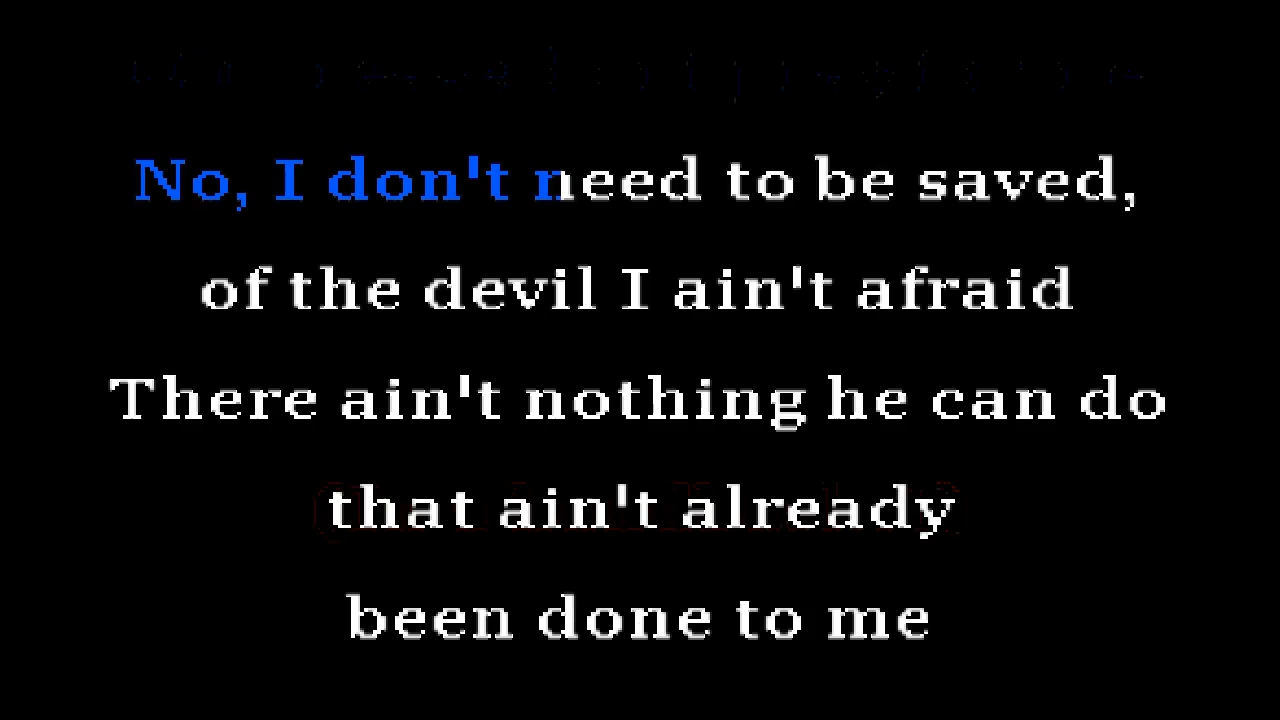 No, I don't need to be saved,
of the devil I ain't afraid
There ain't nothing he can do
that ain't already
been done to me